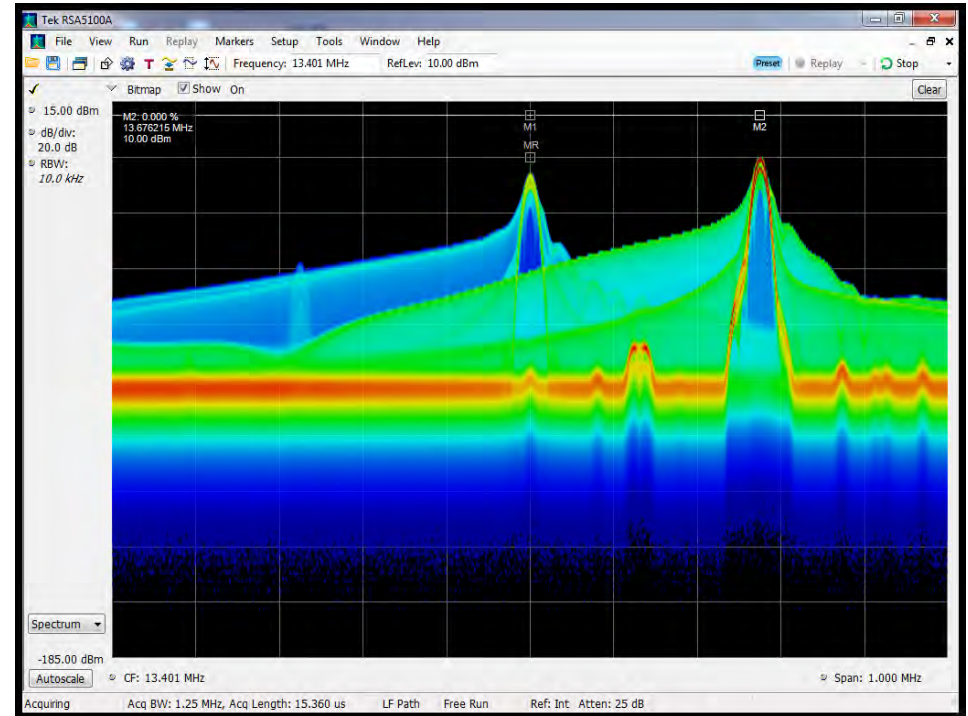 Tek RSA5100A
File View Run Replay Markers Setup Tools Window Help
T Frequency: 13.401 MHz RefLev: 10.00 dBm Preset Replay Stop
Bitmap Show On Clear
15.00 dBm
dB/div:
20.0 dB
RBW:
10.0 kHz
M2: 0.000 %
13.676215 MHz
10.00 dBm
M1
MR
M2
Spectrum
-185.00 dBm
Autoscale CF: 13.401 MHz Span: 1.000 MHz
Acquiring Acq BW: 1.25 MHz, Acq Length: 15.360 us LF Path Free Run Ref: Int Atten: 25 dB